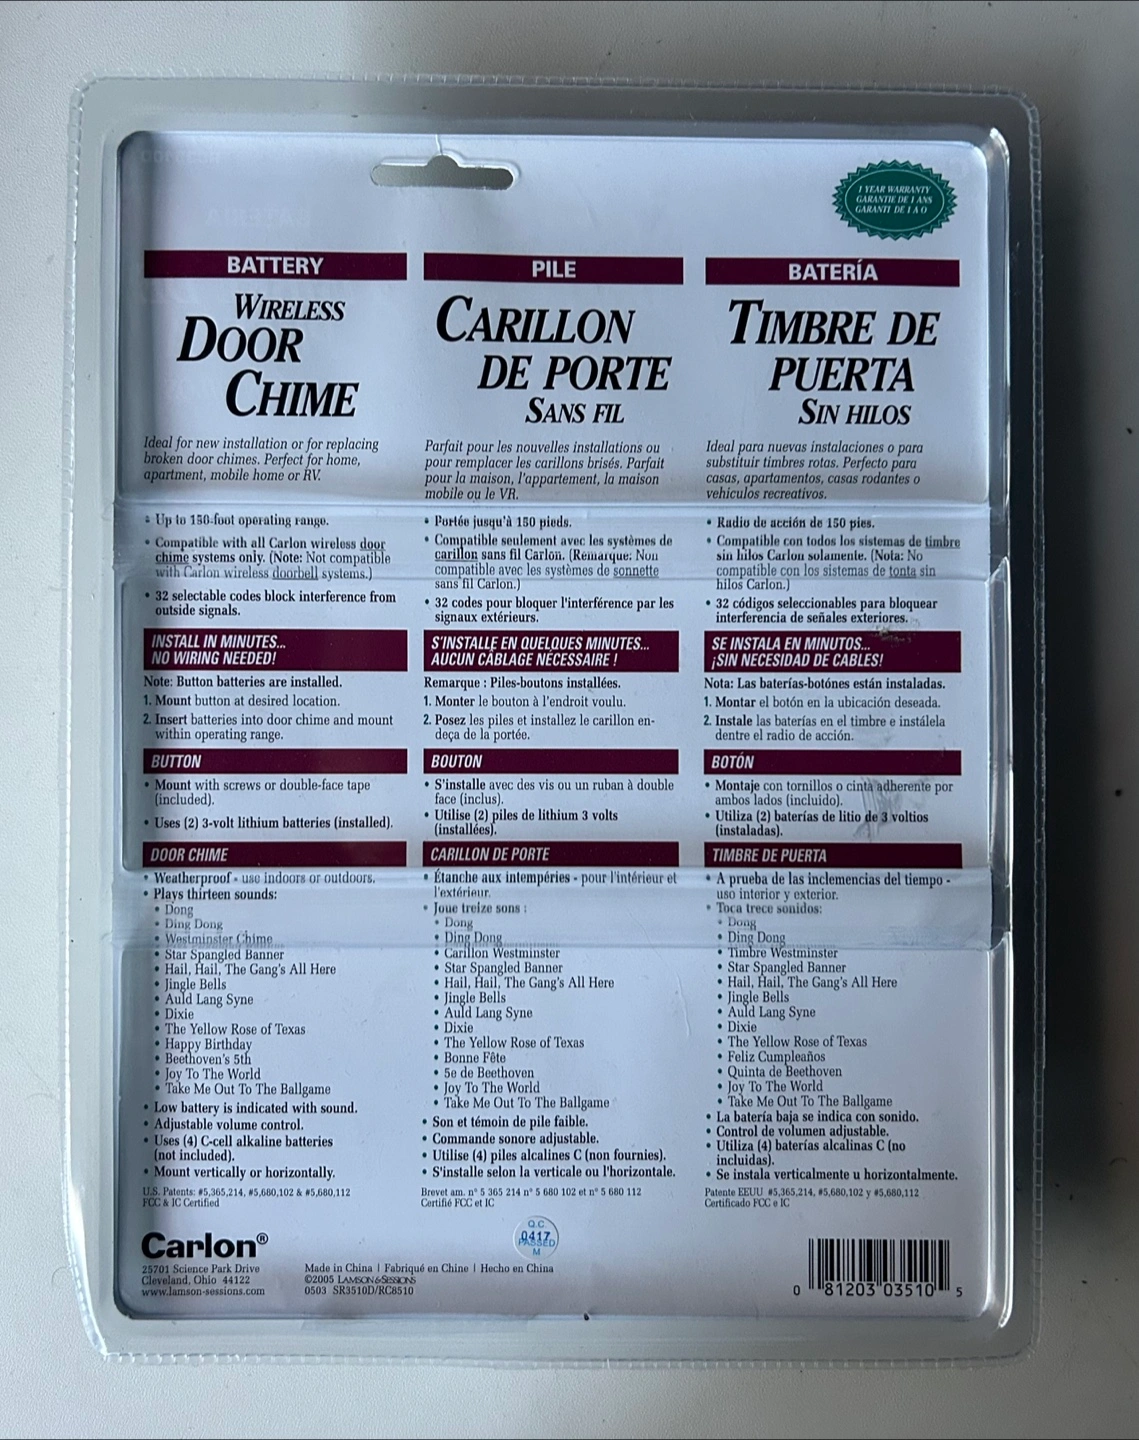 1 YEAR WARRANTY
GARANTIE DE 1 ANS
GARANTI DE 1 A O
BATTERY
WIRELESS
DOOR
CHIME
Ideal for new installation or for replacing
broken door chimes. Perfect for home,
apartment, mobile home or RV.
• Up to 150-foot operating range.
• Compatible with all Carlon wireless door
chime systems only. (Note: Not compatible
with Carlon wireless doorbell systems.)
• 32 selectable codes block interference from
outside signals.
INSTALL IN MINUTES...
NO WIRING NEEDED!
Note: Button batteries are installed.
1. Mount button at desired location.
2. Insert batteries into door chime and mount
within operating range.
BUTTON
• Mount with screws or double-face tape
(included).
• Uses (2) 3-volt lithium batteries (installed).
DOOR CHIME
• Weatherproof - use indoors or outdoors.
• Plays thirteen sounds:
• Dong
• Ding Dong
• Westminster Chime
• Star Spangled Banner
• Hail, Hail, The Gang's All Here
• Jingle Bells
• Auld Lang Syne
• Dixie
• The Yellow Rose of Texas
• Happy Birthday
• Beethoven's 5th
• Joy To The World
• Take Me Out To The Ballgame
• Low battery is indicated with sound.
• Adjustable volume control.
• Uses (4) C-cell alkaline batteries
(not included).
• Mount vertically or horizontally.
U.S. Patents: #5,365,214, #5,680,102 & #5,680,112
FCC & IC Certified
PILE
CARILLON
DE PORTE
SANS FIL
Parfait pour les nouvelles installations ou
pour remplacer les carillons brisés. Parfait
pour la maison, l'appartement, la maison
mobile ou le VR.
• Portée jusqu'à 150 pieds.
• Compatible seulement avec les systèmes de
carillon sans fil Carlon. (Remarque: Non
compatible avec les systèmes de sonnette
sans fil Carlon.)
• 32 codes pour bloquer l'interférence par les
signaux extérieurs.
S'INSTALLE EN QUELQUES MINUTES...
AUCUN CÂBLAGE NÉCESSAIRE !
Remarque : Piles-boutons installées.
1. Monter le bouton à l'endroit voulu.
2. Posez les piles et installez le carillon en-
deça de la portée.
BOUTON
• S'installe avec des vis ou un ruban à double
face (inclus).
• Utilise (2) piles de lithium 3 volts
(installées).
CARILLON DE PORTE
• Étanche aux intempéries - pour l'intérieur et
l'extérieur.
• Joue treize sons :
• Dong
• Ding Dong
• Carillon Westminster
• Star Spangled Banner
• Hail, Hail, The Gang's All Here
• Jingle Bells
• Auld Lang Syne
• Dixie
• The Yellow Rose of Texas
• Bonne Fête
• 5e de Beethoven
• Joy To The World
• Take Me Out To The Ballgame
• Son et témoin de pile faible.
• Commande sonore adjustable.
• Utilise (4) piles alcalines C (non fournies).
• S'installe selon la verticale ou l'horizontale.
Brevet am. n° 5 365 214 n° 5 680 102 et n° 5 680 112
Certifié FCC et IC
BATERÍA
TIMBRE DE
PUERTA
SIN HILOS
Ideal para nuevas instalaciones o para
substituir timbres rotas. Perfecto para
casas, apartamentos, casas rodantes o
vehículos recreativos.
• Radio de acción de 150 pies.
• Compatible con todos los sistemas de timbre
sin hilos Carlon solamente. (Nota: No
compatible con los sistemas de tonta sin
hilos Carlon.)
• 32 códigos seleccionables para bloquear
interferencia de señales exteriores.
SE INSTALA EN MINUTOS...
¡SIN NECESIDAD DE CABLES!
Nota: Las baterías-botónes están instaladas.
1. Montar el botón en la ubicación deseada.
2. Instale las baterías en el timbre e instálela
dentre el radio de acción.
BOTÓN
• Montaje con tornillos o cinta adherente por
ambos lados (incluido).
• Utiliza (2) baterías de litio de 3 voltios
(instaladas).
TIMBRE DE PUERTA
• A prueba de las inclemencias del tiempo -
uso interior y exterior.
• Toca trece sonidos:
• Dong
• Ding Dong
• Timbre Westminster
• Star Spangled Banner
• Hail, Hail, The Gang's All Here
• Jingle Bells
• Auld Lang Syne
• Dixie
• The Yellow Rose of Texas
• Feliz Cumpleaños
• Quinta de Beethoven
• Joy To The World
• Take Me Out To The Ballgame
• La batería baja se indica con sonido.
• Control de volumen adjustable.
• Utiliza (4) baterías alcalinas C (no
incluidas).
• Se instala verticalmente u horizontalmente.
Patente EEUU #5,365,214, #5,680,102 y #5,680,112
Certificado FCC e IC
Carlon®
25701 Science Park Drive
Cleveland, Ohio 44122
www.lamson-sessions.com
Made in China | Fabriqué en Chine | Hecho en China
©2005 LAMSON & SESSIONS
0503 SR3510D/RC8510
Q.C
0417
PASSED
M
0 81203 03510 5